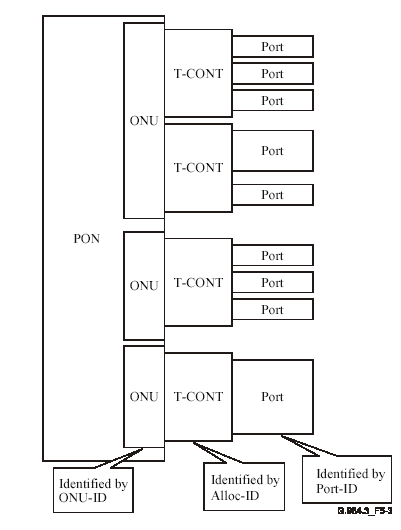 Port
T-CONT
Port
Port
ONU
Port
T-CONT
Port
PON
Port
ONU
T-CONT
Port
Port
ONU
T-CONT
Port
Identified by
ONU-ID
Identified by
Alloc-ID
Identified by
Port-ID
G.984.3_F5-3